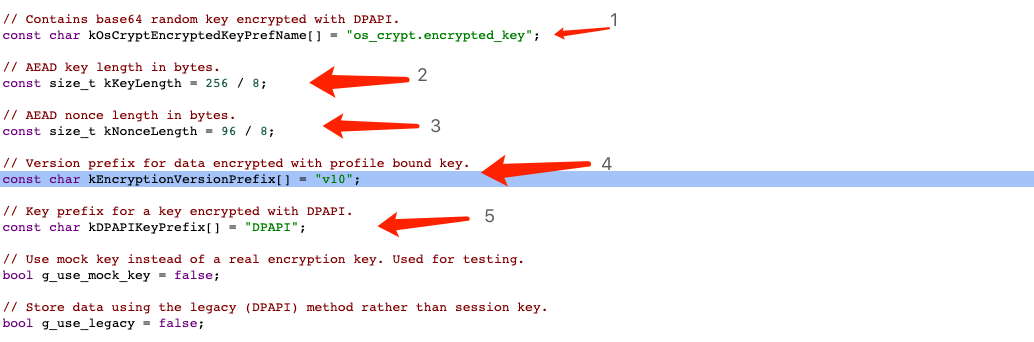 // Contains base64 random key encrypted with DPAPI.
const char kOsCryptEncryptedKeyPrefName[] = "os_crypt.encrypted_key"; 1
// AEAD key length in bytes.
const size_t kKeyLength = 256 / 8; 2
// AEAD nonce length in bytes.
const size_t kNonceLength = 96 / 8; 3
// Version prefix for data encrypted with profile bound key. 4
const char kEncryptionVersionPrefix[] = "v10";
// Key prefix for a key encrypted with DPAPI.
const char kDPAPIKeyPrefix[] = "DPAPI"; 5
// Use mock key instead of a real encryption key. Used for testing.
bool g_use_mock_key = false;
// Store data using the legacy (DPAPI) method rather than session key.
bool g_use_legacy = false;